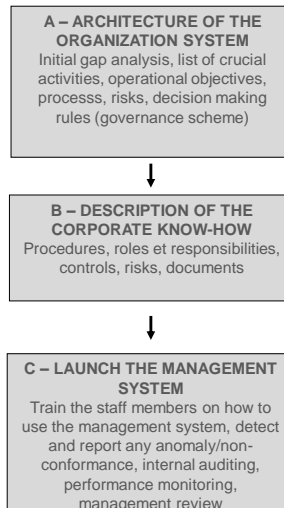 A – ARCHITECTURE OF THE
ORGANIZATION SYSTEM
Initial gap analysis, list of crucial
activities, operational objectives,
processs, risks, decision making
rules (governance scheme)
B – DESCRIPTION OF THE
CORPORATE KNOW-HOW
Procedures, roles et responsibilities,
controls, risks, documents
C – LAUNCH THE MANAGEMENT
SYSTEM
Train the staff members on how to
use the management system, detect
and report any anomaly/non-
conformance, internal auditing,
performance monitoring,
management review